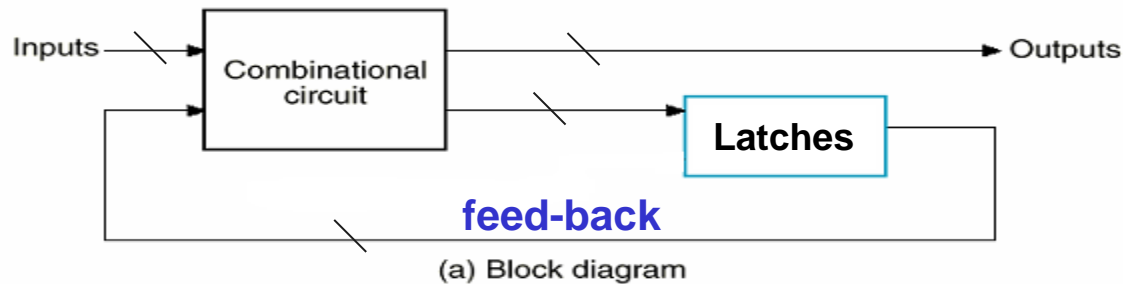 Inputs
Combinational
circuit
Outputs
Latches
feed-back
(a) Block diagram